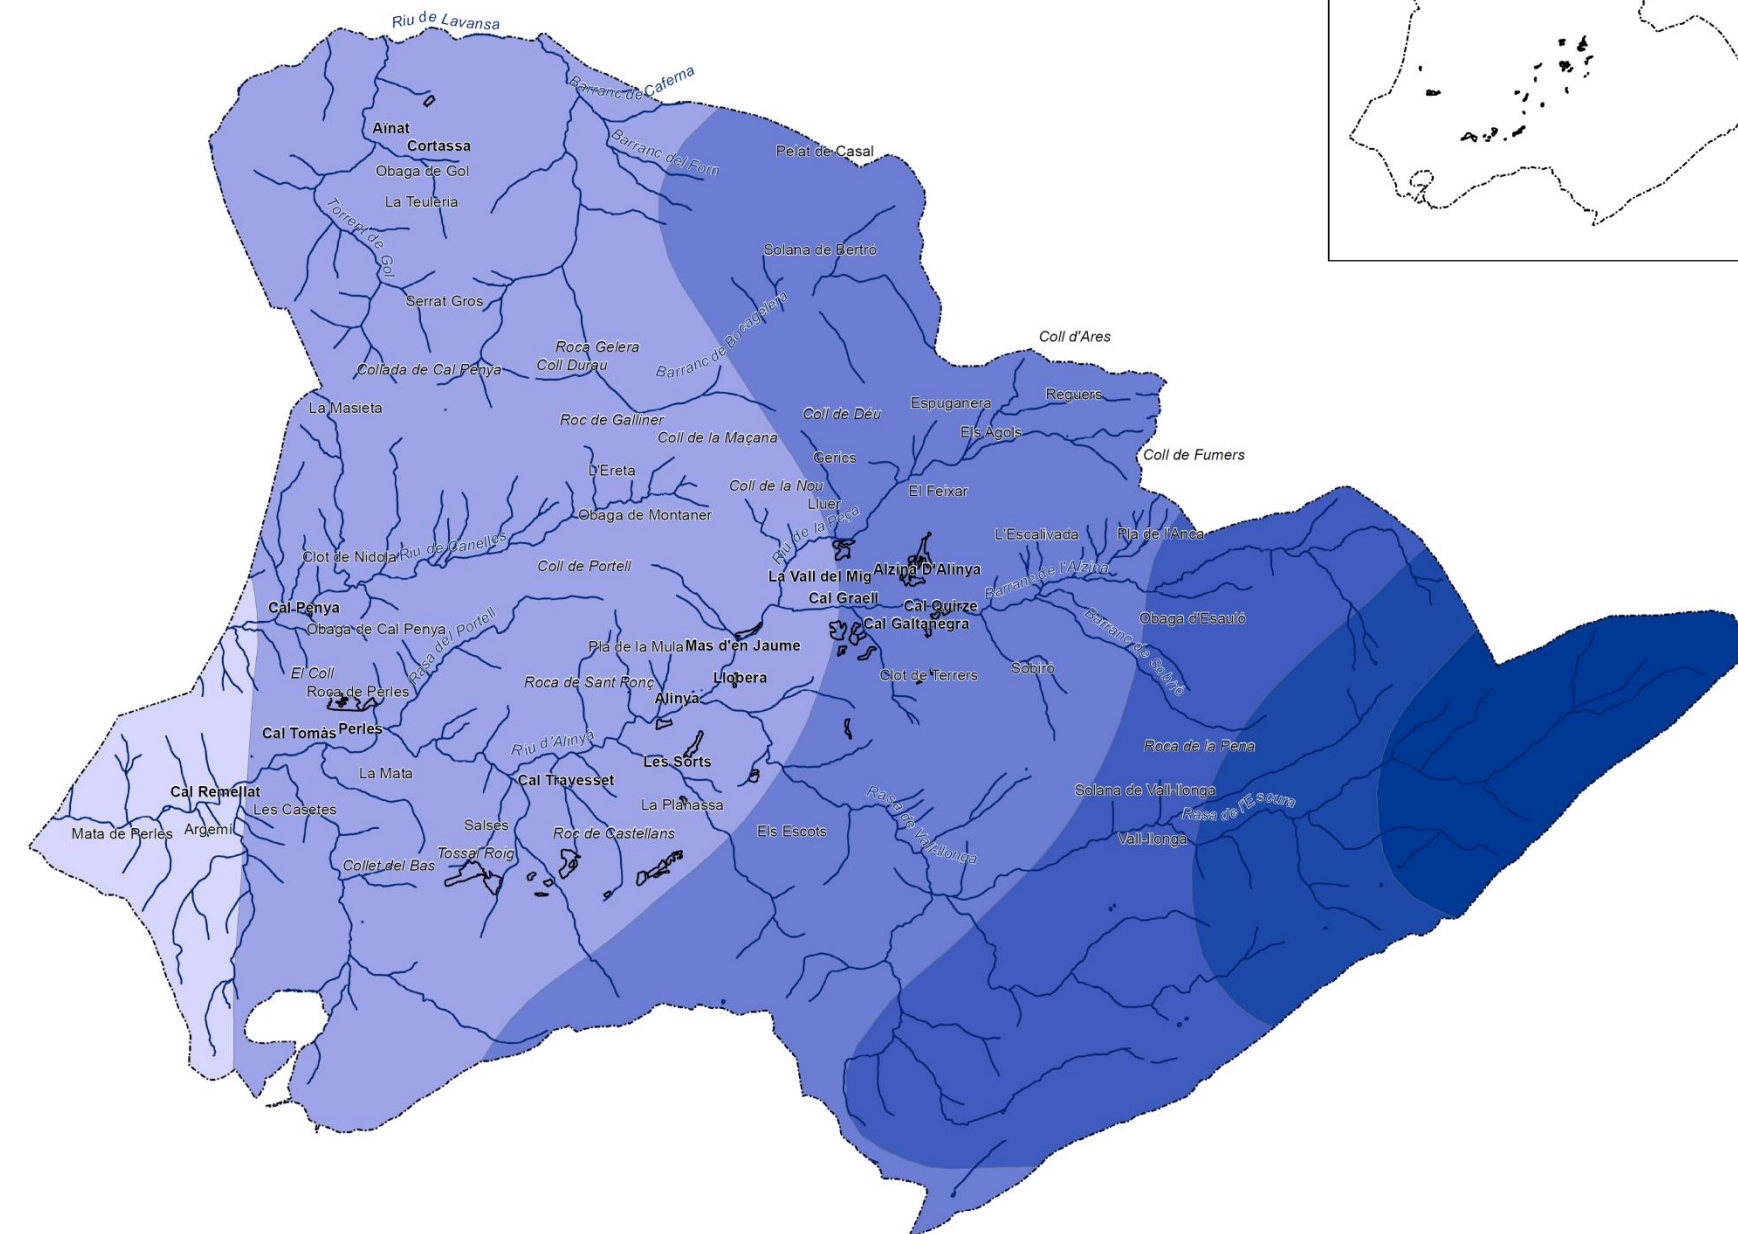 Riu de Lavansa
Barranc de Caferna
Aïnat
Cortassa
Barranc del Forn
Pelat de Casal
Obaga de Gol
La Teuleria
Torrent de Gol
Solana de Bertró
Serrat Gros
Barranc de Bocagelera
Coll d'Ares
Roca Gelera
Coll Durau
Collada de Cal Penya
La Masieta
Roc de Galliner
Coll de Déu
Espuganera
Reguers
Coll de la Maçana
Els Agols
Coll de Fumers
Gerics
L'Ereta
Coll de la Nou
El Feixar
Lluer
Obaga de Montaner
Riu de la Peça
L'Escalivada
Pla de l'Anca
Clot de Nidola
Riu de Canelles
Coll de Portell
La Vall del Mig
Alzina D'Alinya
Barranc de l'Alzina
Cal Graell
Cal Quirze
Cal Penya
Obaga de Cal Penya
Cal Galtanegra
Obaga d'Esauló
Rasa del Portell
Pla de la Mula
Mas d'en Jaume
Barranc de Sobiró
El Coll
Roca de Perles
Roca de Sant Ronç
Llobera
Clot de Terrers
Sobiró
Alinya
Cal Tomàs
Perles
Riu d'Alinyà
Roca de la Pena
Les Sorts
La Mata
Cal Travesset
Cal Remellat
Les Casetes
La Planassa
Rasa de Vall-llonga
Solana de Vall-llonga
Rasa de l'Escura
Mata de Perles
Argemí
Salses
Roc de Castellans
Els Escots
Vall-llonga
Tossal Roig
Collet del Bas